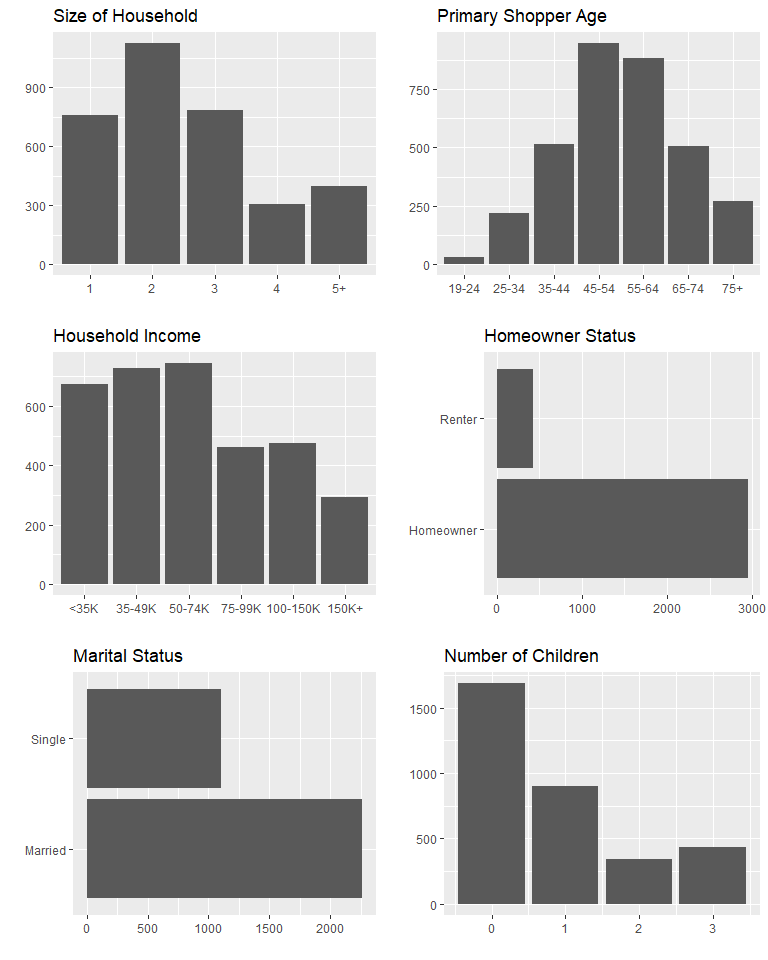 Size of Household
900
600
300
0
1 2 3 4 5+
Primary Shopper Age
750
500
250
0
19-24 25-34 35-44 45-54 55-64 65-74 75+
Household Income
600
400
200
0
<35K 35-49K 50-74K 75-99K 100-150K 150K+
Homeowner Status
Renter
Homeowner
0 1000 2000 3000
Marital Status
Single
Married
0 500 1000 1500 2000
Number of Children
1500
1000
500
0
0 1 2 3